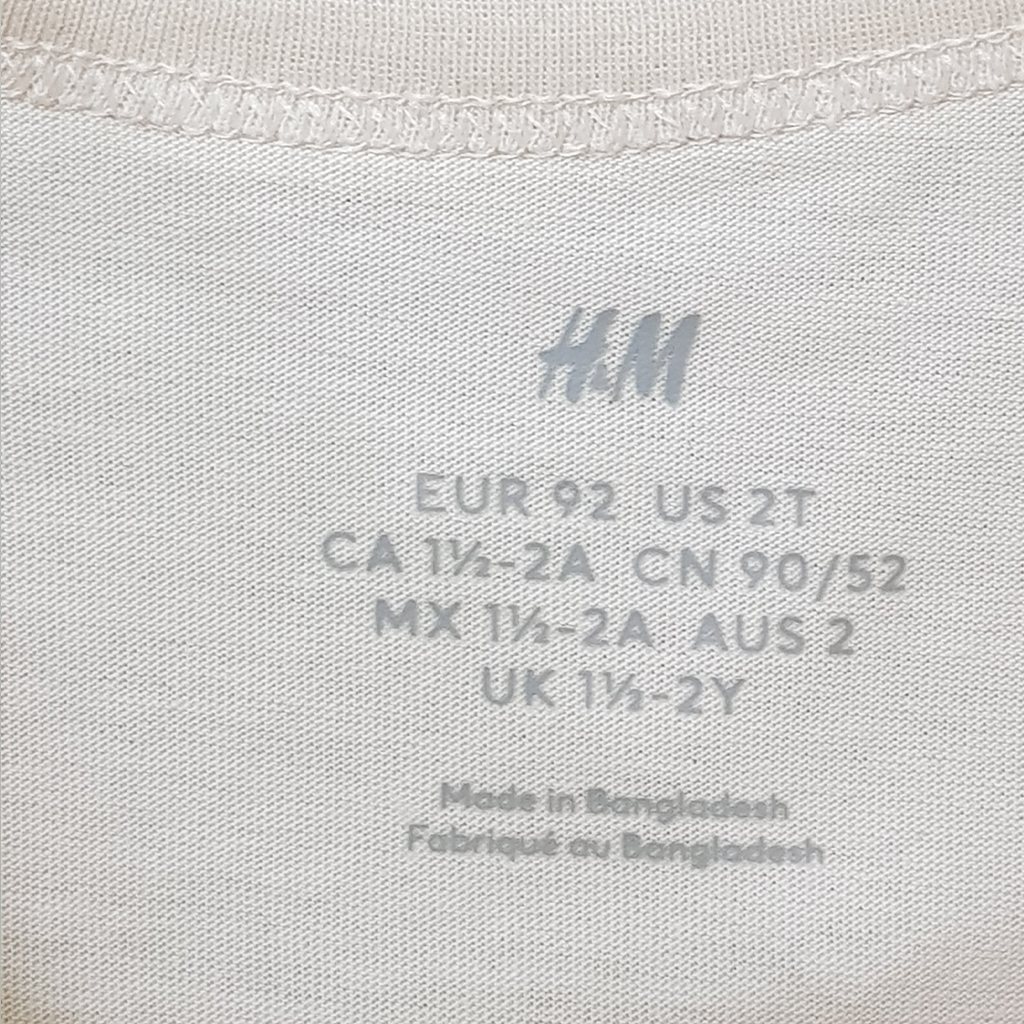 H&M
EUR 92 US 2T
CA 1½-2A CN 90/52
MX 1½-2A AUS 2
UK 1½-2Y
Made in Bangladesh
Fabriqué au Bangladesh